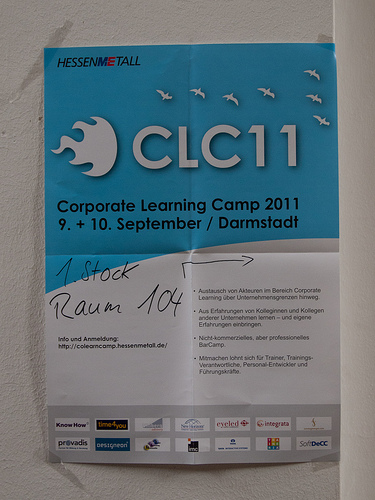 HESSENMETALL
CLC11
Corporate Learning Camp 2011
9. + 10. September / Darmstadt
1. Stock
Raum 104
Info und Anmeldung:
http://colearncamp.hessenmetall.de/
• Austausch von Akteuren im Bereich Corporate
Learning über Unternehmensgrenzen hinweg.
• Aus Erfahrungen von Kolleginnen und Kollegen
anderer Unternehmen lernen – und eigene
Erfahrungen einbringen.
• Nicht-kommerzielles, aber professionelles
BarCamp.
• Mitmachen lohnt sich für Trainer, Trainings-
Verantwortliche, Personal-Entwickler und
Führungskräfte.
Know How!
time4you
eyeled
integrata
provadis
DESIGNEON
imc
SoftDeCC